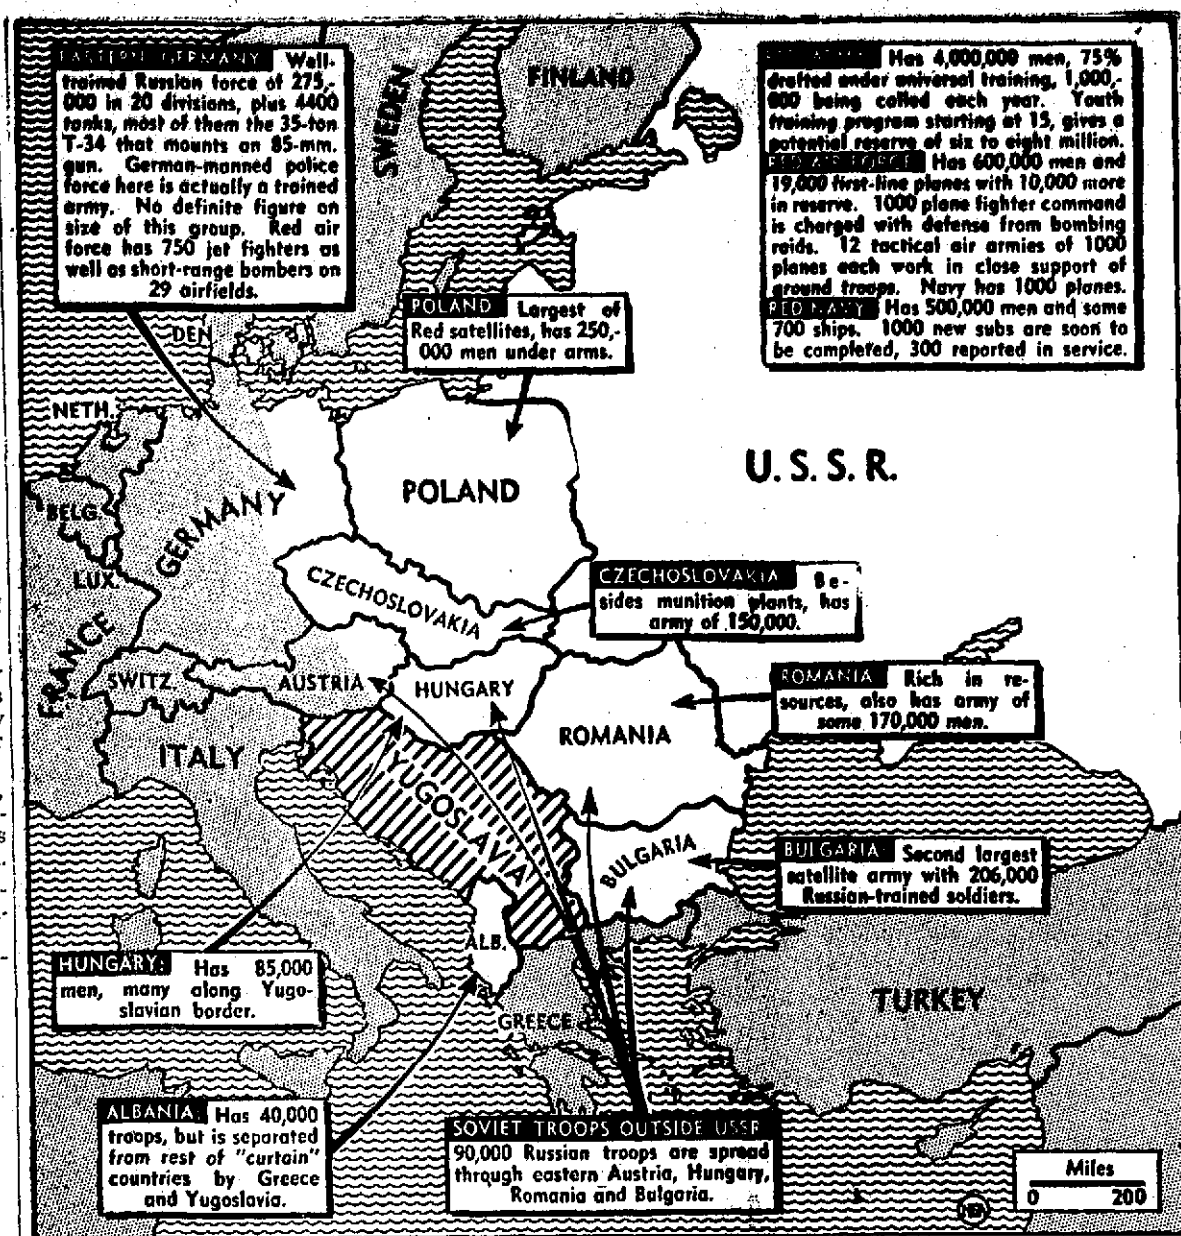 EASTERN GERMANY Well-
trained Russian force of 275,-
000 in 20 divisions, plus 4400
tanks, most of them the 35-ton
T-34 that mounts an 85-mm.
gun. German-manned police
force here is actually a trained
army. No definite figure on
size of this group. Red air
force has 750 jet fighters as
well as short-range bombers on
29 airfields.
SWEDEN
FINLAND
Has 4,000,000 men, 75%
drafted under universal training, 1,000,-
000 being called each year. Youth
training program starting at 15, gives a
potential reserve of six to eight million.
RED AIR FORCE Has 600,000 men and
19,000 first-line planes with 10,000 more
in reserve. 1000 plane fighter command
is charged with defense from bombing
raids. 12 tactical air armies of 1000
planes each work in close support of
ground troops. Navy has 1000 planes.
RED NAVY Has 500,000 men and some
700 ships. 1000 new subs are soon to
be completed, 300 reported in service.
POLAND Largest of
Red satellites, has 250,-
000 men under arms.
DEN.
NETH.
BELG.
LUX.
GERMANY
POLAND
U.S.S.R.
CZECHOSLOVAKIA
CZECHOSLOVAKIA Be-
sides munition plants, has
army of 150,000.
FRANCE
SWITZ.
AUSTRIA
HUNGARY
ROMANIA Rich in re-
sources, also has army of
some 170,000 men.
ITALY
ROMANIA
YUGOSLAVIA
BULGARIA
BULGARIA: Second largest
satellite army with 206,000
Russian-trained soldiers.
ALB.
HUNGARY: Has 85,000
men, many along Yugo-
slavian border.
GREECE
TURKEY
ALBANIA: Has 40,000
troops, but is separated
from rest of "curtain"
countries by Greece
and Yugoslavia.
SOVIET TROOPS OUTSIDE USSR
90,000 Russian troops are spread
through eastern Austria, Hungary,
Romania and Bulgaria.
Miles
0 200
NEA